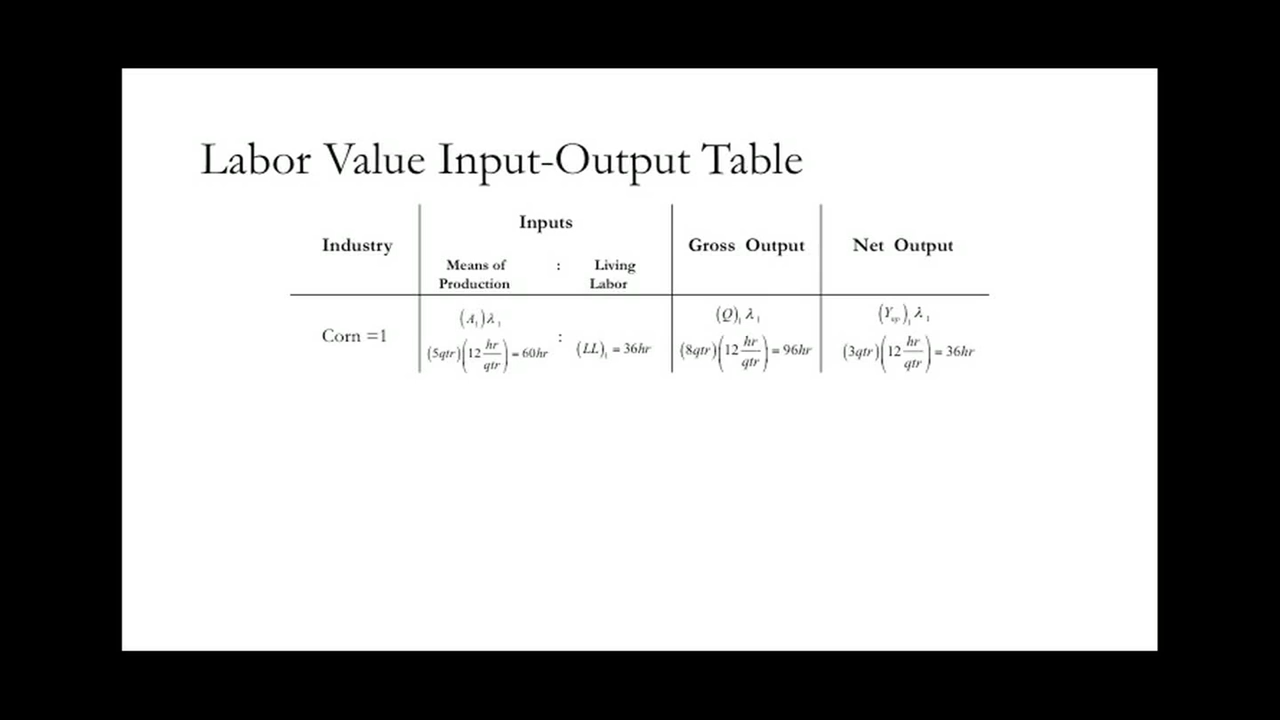 Labor Value Input-Output Table
Industry
Inputs
Means of Production
:
Living Labor
Gross Output
Net Output
Corn =1
(A₁)λ₁
(5qtr)(12 hr/qtr) = 60hr
:
(LL)₁ = 36hr
(Q)₁ λ₁
(8qtr)(12 hr/qtr) = 96hr
(Y)₁ λ₁
(3qtr)(12 hr/qtr) = 36hr